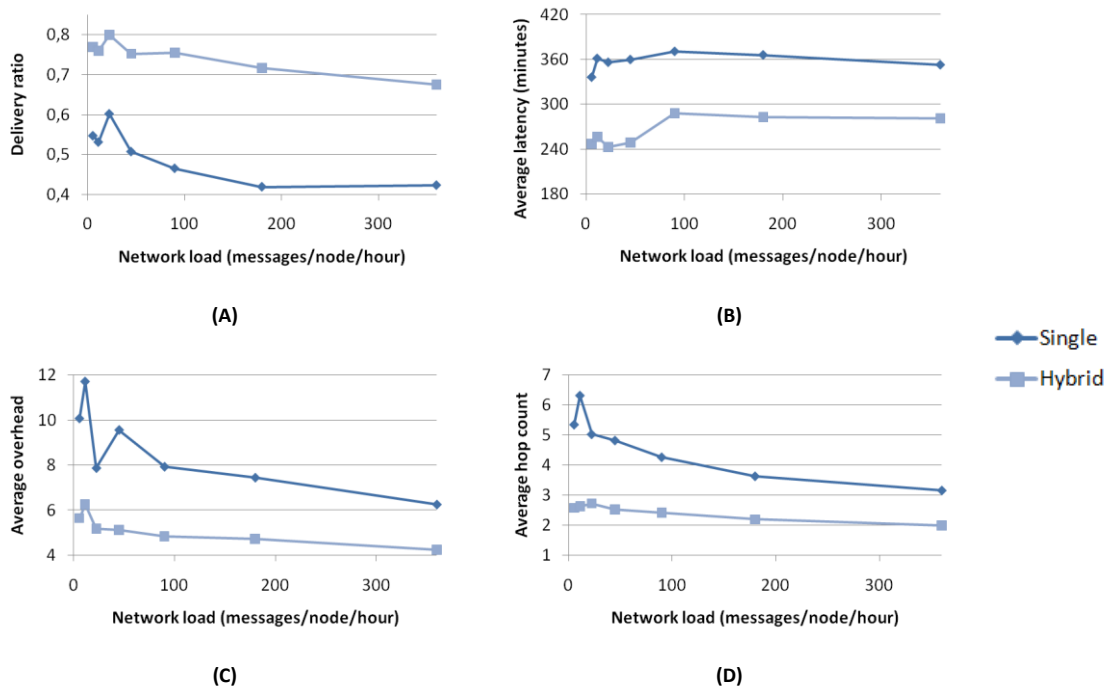 Delivery ratio
0,8
0,7
0,6
0,5
0,4
0 100 200 300
Network load (messages/node/hour)
(A)
Average latency (minutes)
420
360
300
240
180
0 100 200 300
Network load (messages/node/hour)
(B)
Average overhead
12
10
8
6
4
0 100 200 300
Network load (messages/node/hour)
(C)
Average hop count
7
6
5
4
3
2
1
0 100 200 300
Network load (messages/node/hour)
(D)
Single
Hybrid